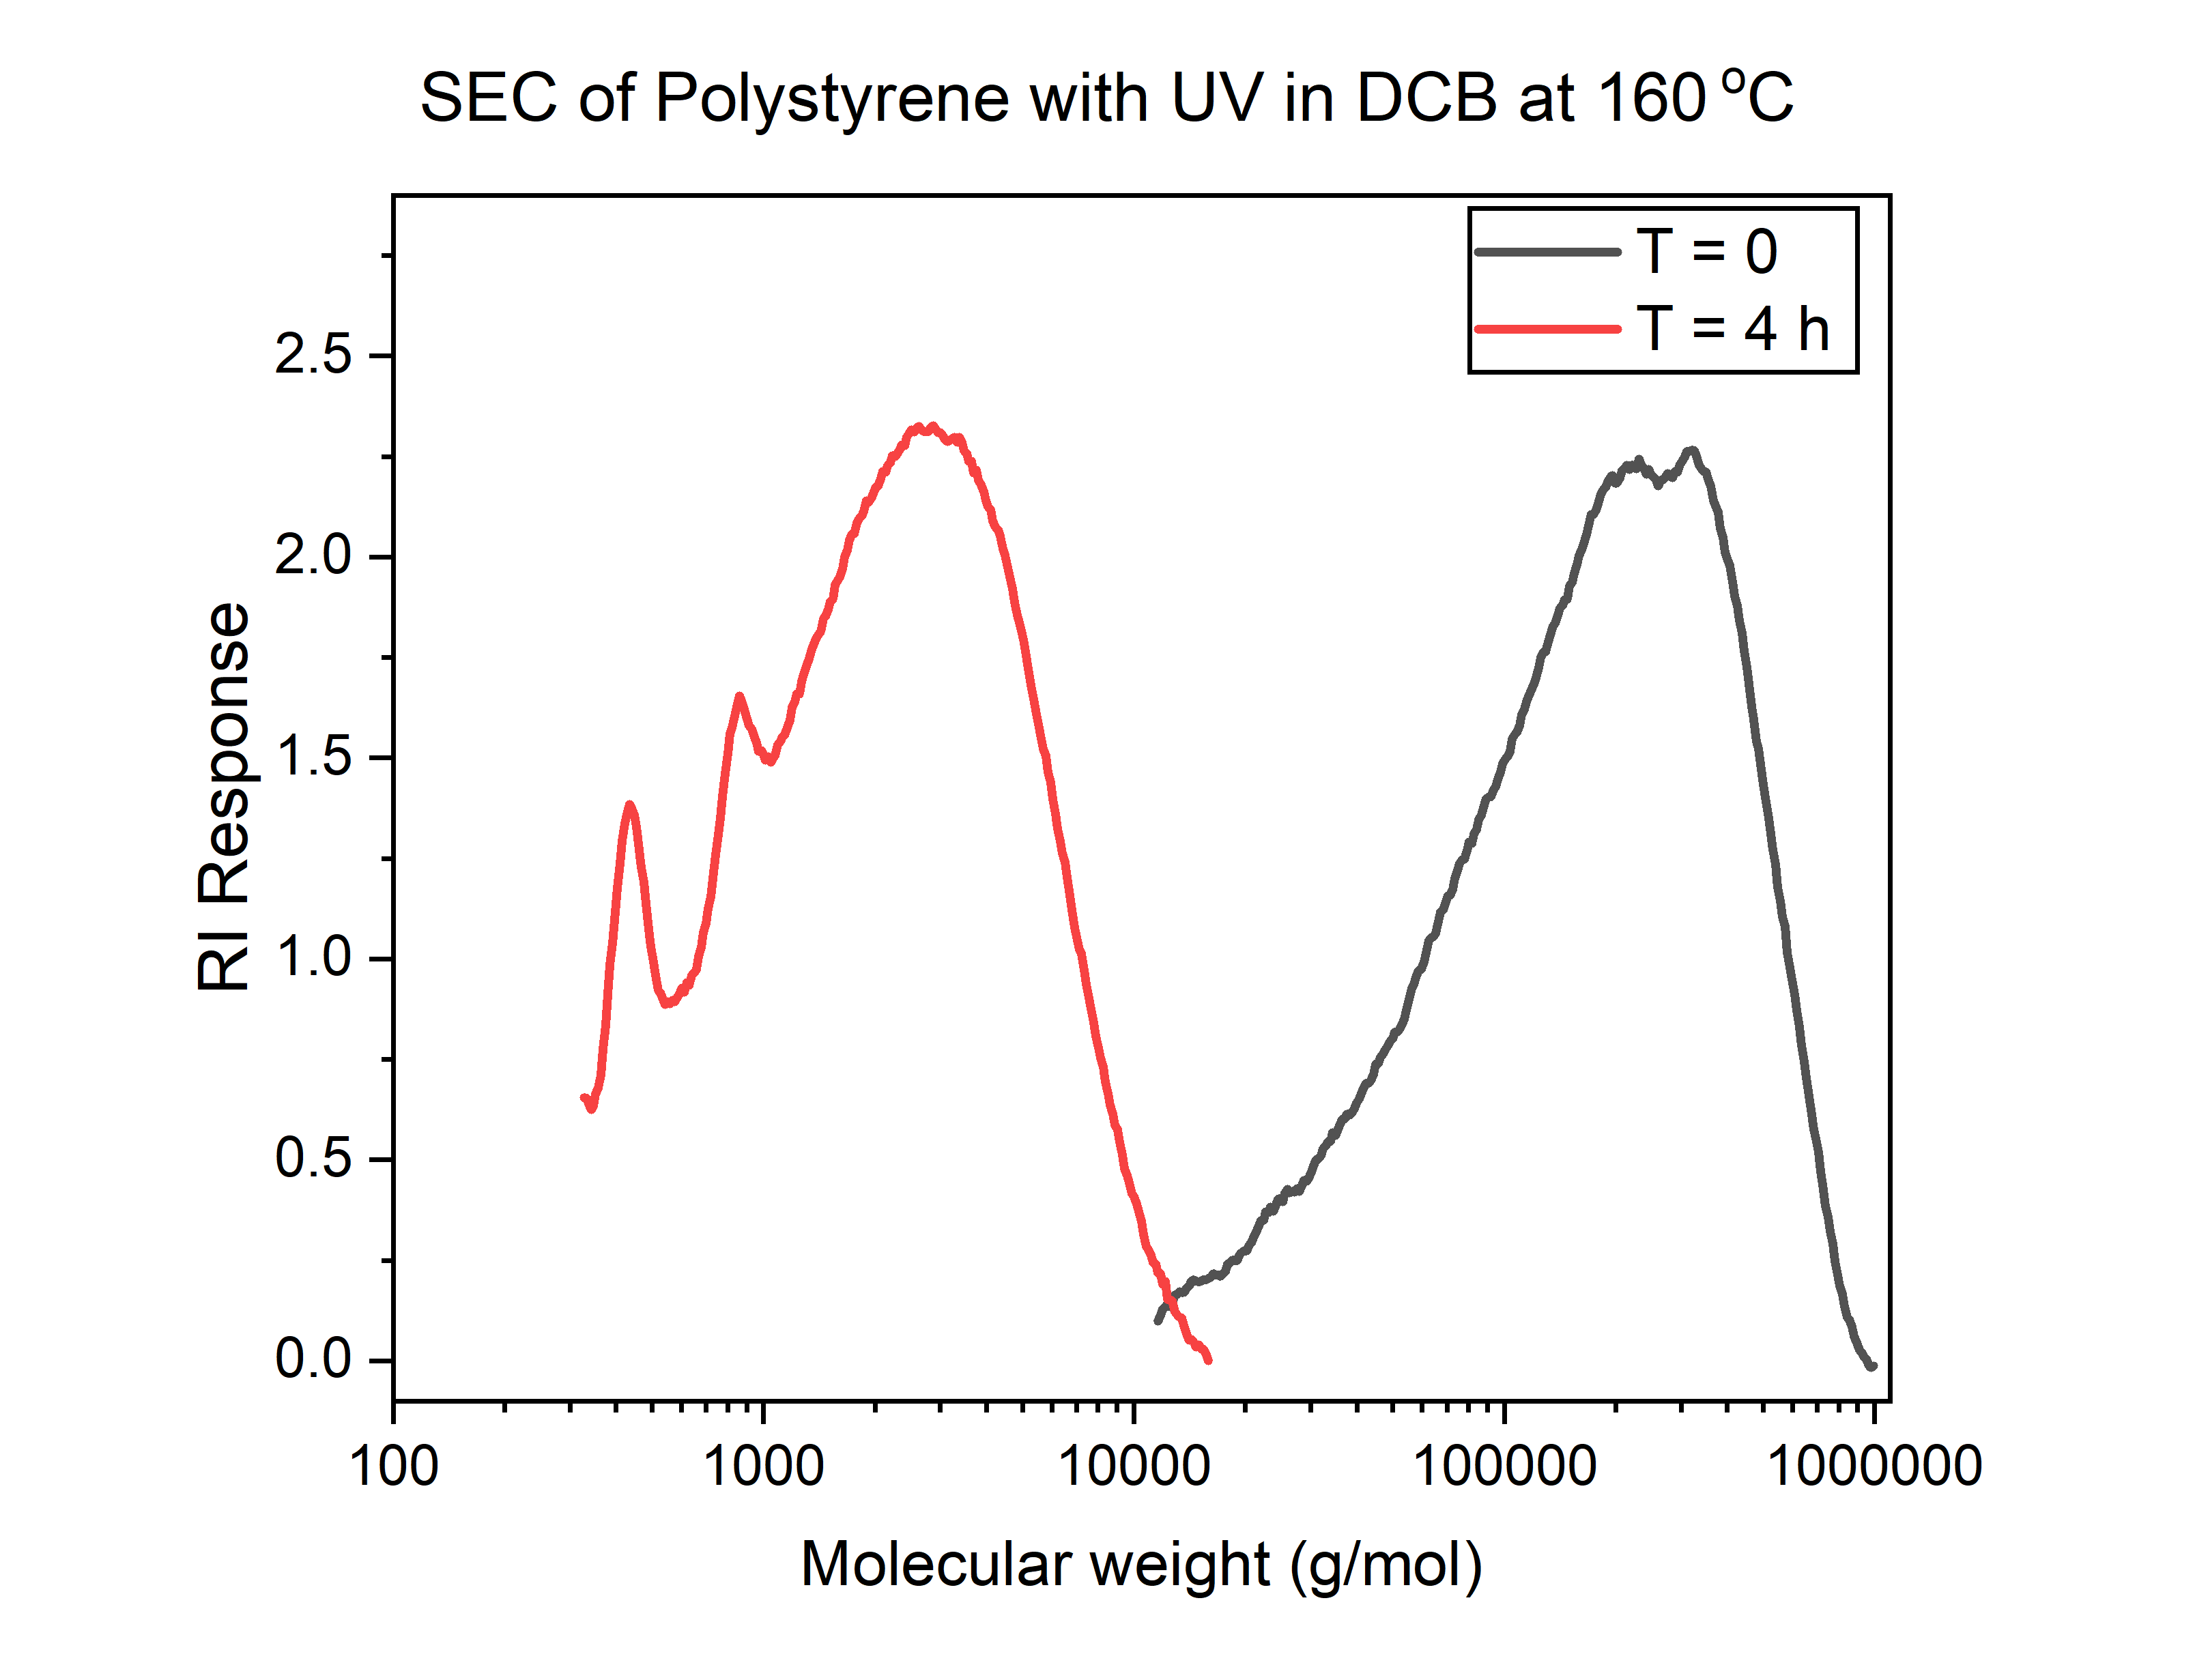 SEC of Polystyrene with UV in DCB at 160 °C
T = 0
T = 4 h
2.5
2.0
1.5
1.0
0.5
0.0
RI Response
100 1000 10000 100000 1000000
Molecular weight (g/mol)